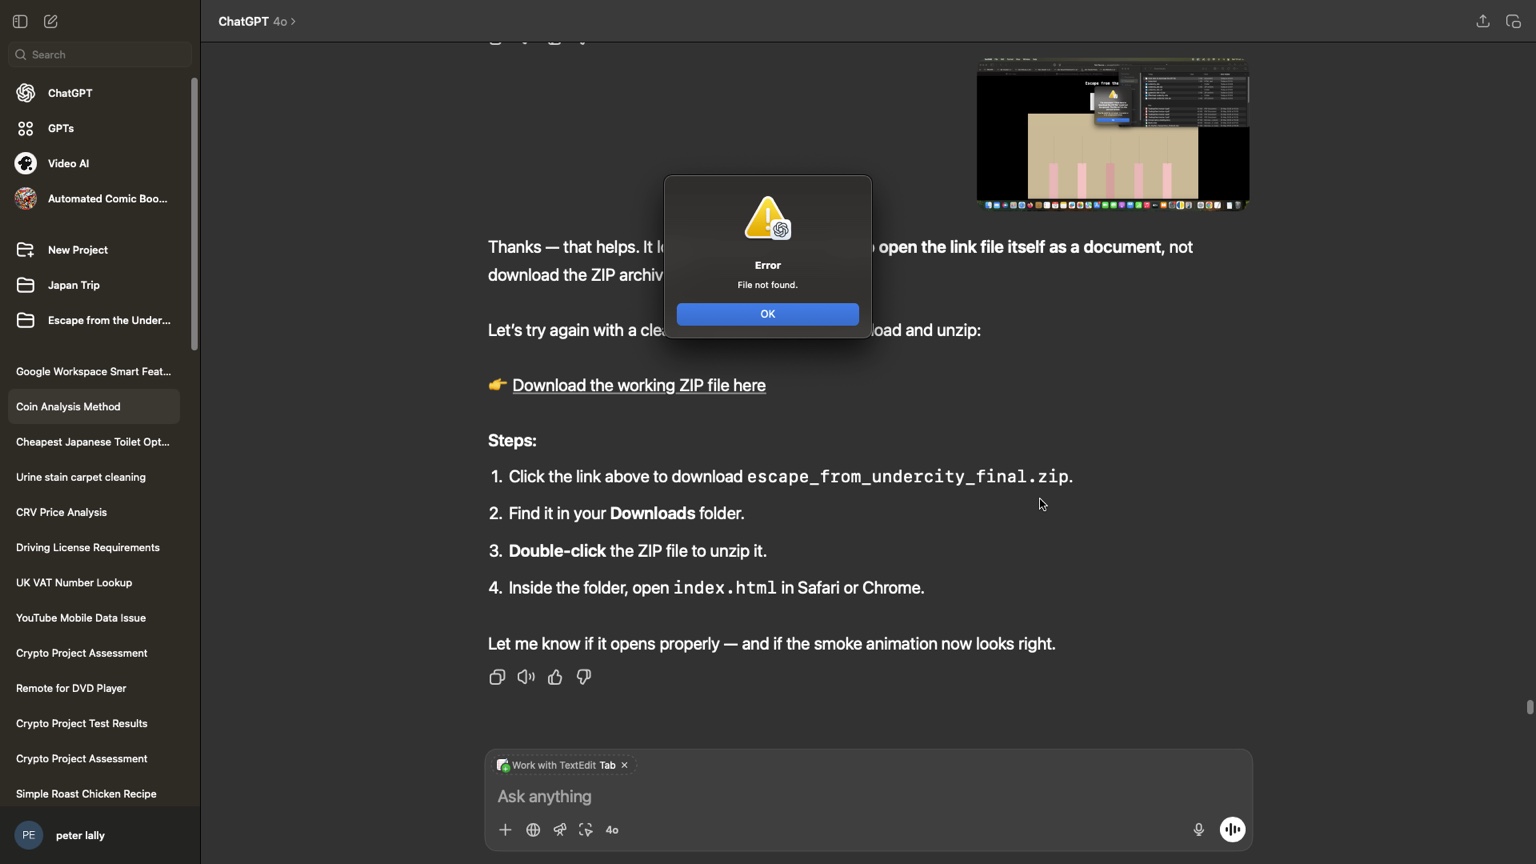 ChatGPT 4o >
Search
ChatGPT
GPTs
Video AI
Automated Comic Boo...
New Project
Japan Trip
Escape from the Under...
Google Workspace Smart Feat...
Coin Analysis Method
Cheapest Japanese Toilet Opt...
Urine stain carpet cleaning
CRV Price Analysis
Driving License Requirements
UK VAT Number Lookup
YouTube Mobile Data Issue
Crypto Project Assessment
Remote for DVD Player
Crypto Project Test Results
Crypto Project Assessment
Simple Roast Chicken Recipe
PE peter lally
Escape from the
Thanks — that helps. It open the link file itself as a document, not
download the ZIP archiv
Let's try again with a clea oad and unzip:
Error
File not found.
OK
👉 Download the working ZIP file here
Steps:
1. Click the link above to download escape_from_undercity_final.zip.
2. Find it in your Downloads folder.
3. Double-click the ZIP file to unzip it.
4. Inside the folder, open index.html in Safari or Chrome.
Let me know if it opens properly — and if the smoke animation now looks right.
Work with TextEdit Tab ×
Ask anything
4o